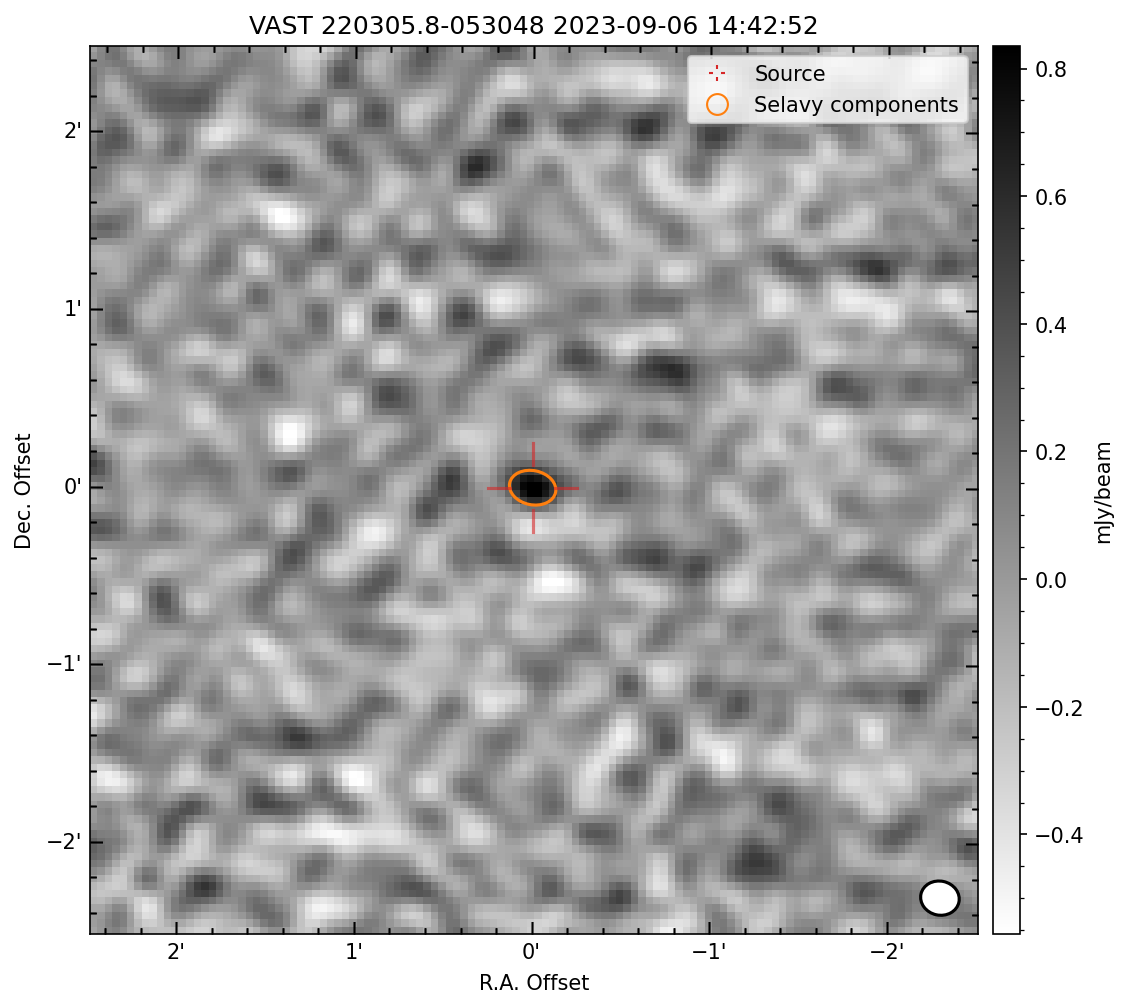 VAST 220305.8-053048 2023-09-06 14:42:52
Source
Selavy components
2'
1'
0'
−1'
−2'
Dec. Offset
2'
1'
0'
−1'
−2'
R.A. Offset
0.8
0.6
0.4
0.2
0.0
−0.2
−0.4
mJy/beam